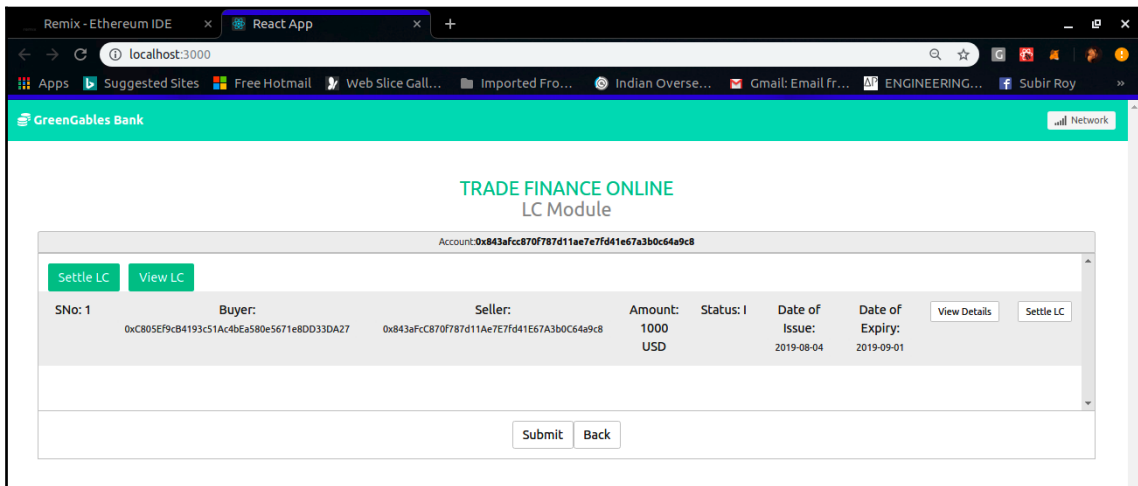 Remix - Ethereum IDE × React App × +
localhost:3000
Apps Suggested Sites Free Hotmail Web Slice Gall... Imported Fro... Indian Overse... Gmail: Email fr... ENGINEERING... Subir Roy »
GreenGables Bank Network
TRADE FINANCE ONLINE
LC Module
Account:0x843afcc870f787d11ae7e7fd41e67a3b0c64a9c8
Settle LC View LC
SNo: 1 Buyer: Seller: Amount: Status: I Date of Date of View Details Settle LC
0xC805Ef9cB4193c51Ac4bEa580e5671e8DD33DA27 0x843aFcC870f787d11Ae7E7fd41E67A3b0C64a9c8 1000 Issue: Expiry:
USD 2019-08-04 2019-09-01
Submit Back